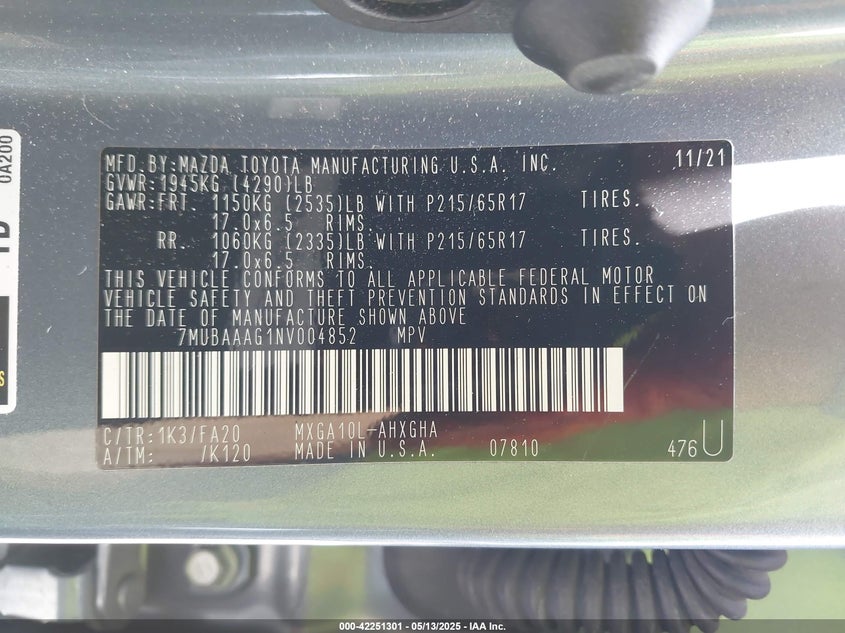 MFD.BY:MAZDA TOYOTA MANUFACTURING U.S.A. INC. 11/21
GVWR:1945KG (4290)LB
GAWR:FRT. 1150KG (2535)LB WITH P215/65R17 TIRES.
17.0x6.5 RIMS.
RR. 1060KG (2335)LB WITH P215/65R17 TIRES.
17.0x6.5 RIMS.
THIS VEHICLE CONFORMS TO ALL APPLICABLE FEDERAL MOTOR
VEHICLE SAFETY AND THEFT PREVENTION STANDARDS IN EFFECT ON
THE DATE OF MANUFACTURE SHOWN ABOVE
7MUBAAAG1NV004852 MPV
C/TR:1K3/FA20 MXGA10L-AHXGHA
A/TM: /K120 MADE IN U.S.A. 07810 476U
0A200
000-42251301 - 05/13/2025 - IAA Inc.